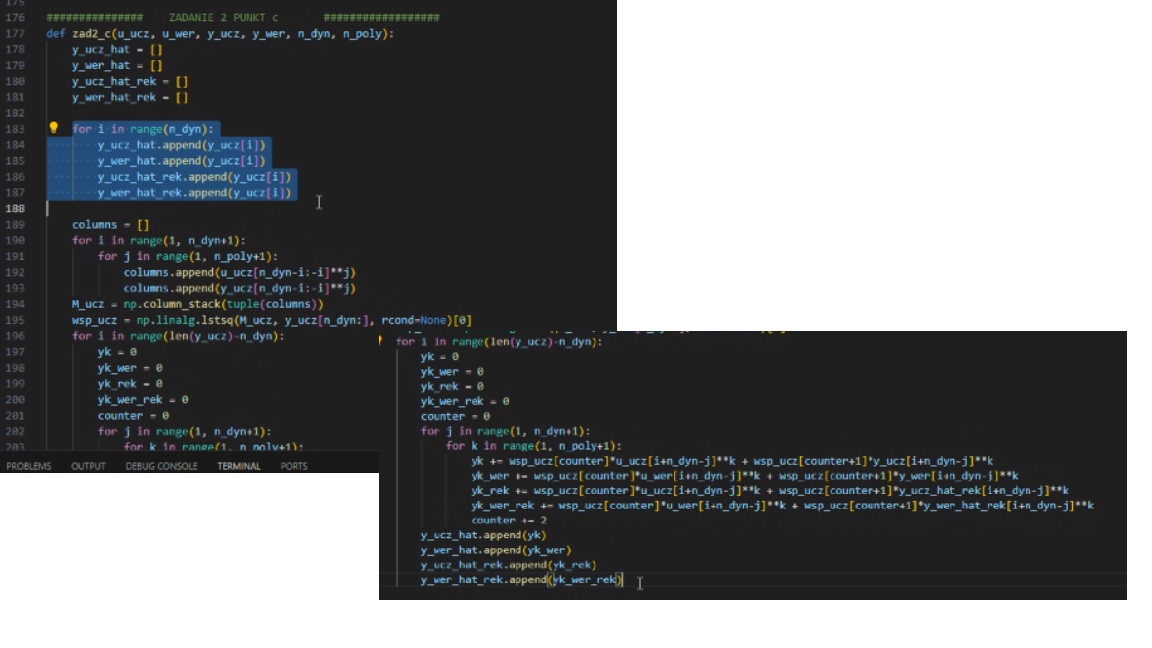 175
176 ############### ZADANIE 2 PUNKT c ##################
177 def zad2_c(u_ucz, u_wer, y_ucz, y_wer, n_dyn, n_poly):
178 y_ucz_hat = []
179 y_wer_hat = []
180 y_ucz_hat_rek = []
181 y_wer_hat_rek = []
182
183 for i in range(n_dyn):
184 y_ucz_hat.append(y_ucz[i])
185 y_wer_hat.append(y_ucz[i])
186 y_ucz_hat_rek.append(y_ucz[i])
187 y_wer_hat_rek.append(y_ucz[i])
188
189 columns = []
190 for i in range(1, n_dyn+1):
191 for j in range(1, n_poly+1):
192 columns.append(u_ucz[n_dyn-i:-i]**j)
193 columns.append(y_ucz[n_dyn-i:-i]**j)
194 M_ucz = np.column_stack(tuple(columns))
195 wsp_ucz = np.linalg.lstsq(M_ucz, y_ucz[n_dyn:], rcond=None)[0]
196 for i in range(len(y_ucz)-n_dyn):
197 yk = 0
198 yk_wer = 0
199 yk_rek = 0
200 yk_wer_rek = 0
201 counter = 0
202 for j in range(1, n_dyn+1):
203 for k in range(1, n_poly+1):
PROBLEMS OUTPUT DEBUG CONSOLE TERMINAL PORTS
for i in range(len(y_ucz)-n_dyn):
yk = 0
yk_wer = 0
yk_rek = 0
yk_wer_rek = 0
counter = 0
for j in range(1, n_dyn+1):
for k in range(1, n_poly+1):
yk += wsp_ucz[counter]*u_ucz[i+n_dyn-j]**k + wsp_ucz[counter+1]*y_ucz[i+n_dyn-j]**k
yk_wer += wsp_ucz[counter]*u_wer[i+n_dyn-j]**k + wsp_ucz[counter+1]*y_wer[i+n_dyn-j]**k
yk_rek += wsp_ucz[counter]*u_ucz[i+n_dyn-j]**k + wsp_ucz[counter+1]*y_ucz_hat_rek[i+n_dyn-j]**k
yk_wer_rek += wsp_ucz[counter]*u_wer[i+n_dyn-j]**k + wsp_ucz[counter+1]*y_wer_hat_rek[i+n_dyn-j]**k
counter += 2
y_ucz_hat.append(yk)
y_wer_hat.append(yk_wer)
y_ucz_hat_rek.append(yk_rek)
y_wer_hat_rek.append(yk_wer_rek)